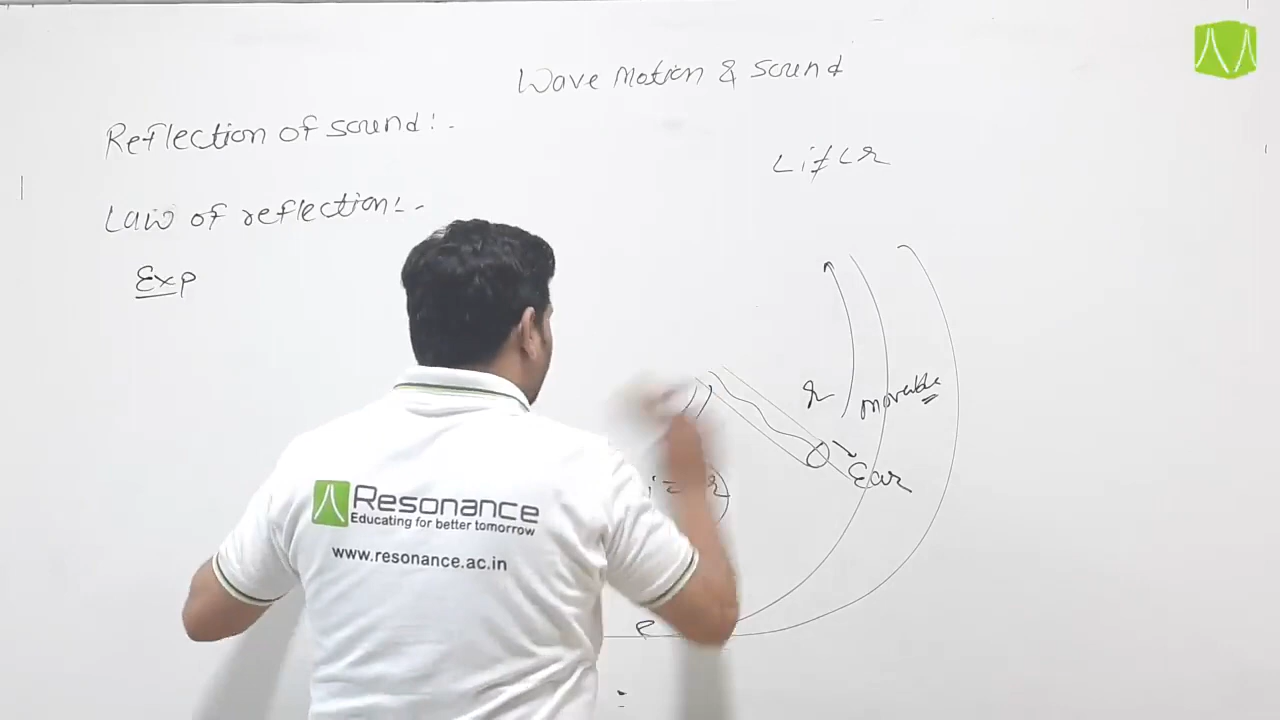 Wave Motion & Sound
Reflection of sound:-
∠i ≠ ∠r
Law of reflection:-
Exp
r
movable
Ear
i = r
Resonance
Educating for better tomorrow
www.resonance.ac.in